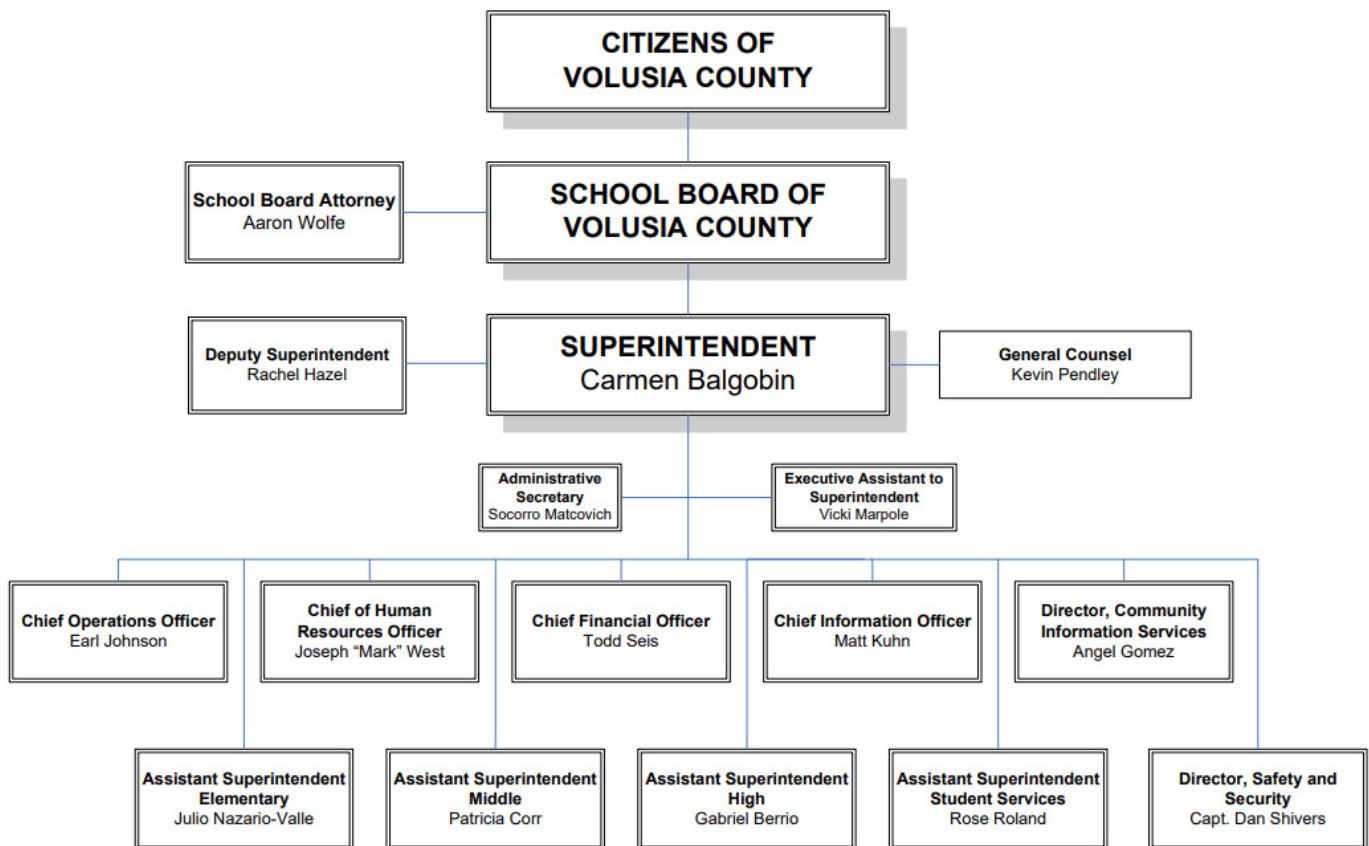 CITIZENS OF
VOLUSIA COUNTY
School Board Attorney
Aaron Wolfe
SCHOOL BOARD OF
VOLUSIA COUNTY
Deputy Superintendent
Rachel Hazel
SUPERINTENDENT
Carmen Balgobin
General Counsel
Kevin Pendley
Administrative
Secretary
Socorro Matcovich
Executive Assistant to
Superintendent
Vicki Marpole
Chief Operations Officer
Earl Johnson
Chief of Human
Resources Officer
Joseph “Mark” West
Chief Financial Officer
Todd Seis
Chief Information Officer
Matt Kuhn
Director, Community
Information Services
Angel Gomez
Assistant Superintendent
Elementary
Julio Nazario-Valle
Assistant Superintendent
Middle
Patricia Corr
Assistant Superintendent
High
Gabriel Berrio
Assistant Superintendent
Student Services
Rose Roland
Director, Safety and
Security
Capt. Dan Shivers